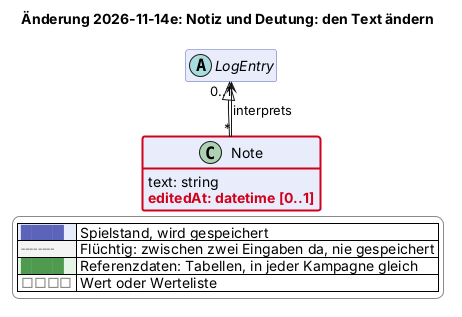 Änderung 2026-11-14e: Notiz und Deutung: den Text ändern
A LogEntry
interprets
*
C Note
text: string
editedAt: datetime [0..1]
Spielstand, wird gespeichert
Flüchtig: zwischen zwei Eingaben da, nie gespeichert
Referenzdaten: Tabellen, in jeder Kampagne gleich
Wert oder Werteliste